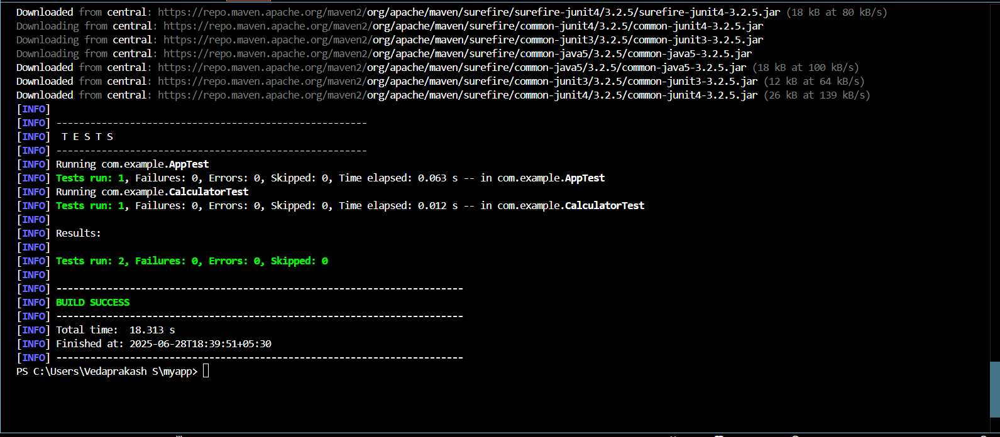 Downloaded from central: https://repo.maven.apache.org/maven2/org/apache/maven/surefire/surefire-junit4/3.2.5/surefire-junit4-3.2.5.jar (18 kB at 80 kB/s)
Downloading from central: https://repo.maven.apache.org/maven2/org/apache/maven/surefire/common-junit4/3.2.5/common-junit4-3.2.5.jar
Downloading from central: https://repo.maven.apache.org/maven2/org/apache/maven/surefire/common-junit3/3.2.5/common-junit3-3.2.5.jar
Downloading from central: https://repo.maven.apache.org/maven2/org/apache/maven/surefire/common-java5/3.2.5/common-java5-3.2.5.jar
Downloaded from central: https://repo.maven.apache.org/maven2/org/apache/maven/surefire/common-java5/3.2.5/common-java5-3.2.5.jar (18 kB at 100 kB/s)
Downloaded from central: https://repo.maven.apache.org/maven2/org/apache/maven/surefire/common-junit3/3.2.5/common-junit3-3.2.5.jar (12 kB at 64 kB/s)
Downloaded from central: https://repo.maven.apache.org/maven2/org/apache/maven/surefire/common-junit4/3.2.5/common-junit4-3.2.5.jar (26 kB at 139 kB/s)
[INFO]
[INFO] -------------------------------------------------------
[INFO]  T E S T S
[INFO] -------------------------------------------------------
[INFO] Running com.example.AppTest
[INFO] Tests run: 1, Failures: 0, Errors: 0, Skipped: 0, Time elapsed: 0.063 s -- in com.example.AppTest
[INFO] Running com.example.CalculatorTest
[INFO] Tests run: 1, Failures: 0, Errors: 0, Skipped: 0, Time elapsed: 0.012 s -- in com.example.CalculatorTest
[INFO]
[INFO] Results:
[INFO]
[INFO] Tests run: 2, Failures: 0, Errors: 0, Skipped: 0
[INFO]
[INFO] ------------------------------------------------------------------------
[INFO] BUILD SUCCESS
[INFO] ------------------------------------------------------------------------
[INFO] Total time:  18.313 s
[INFO] Finished at: 2025-06-28T18:39:51+05:30
[INFO] ------------------------------------------------------------------------
PS C:\Users\Vedaprakash S\myapp>